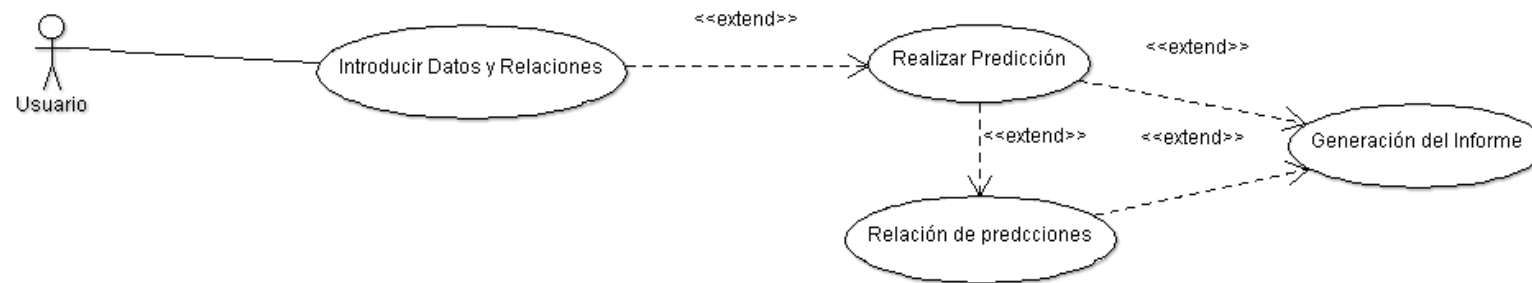 <<extend>>
Usuario
Introducir Datos y Relaciones
Realizar Predicción
<<extend>>
<<extend>>
<<extend>>
Generación del Informe
Relación de predcciones